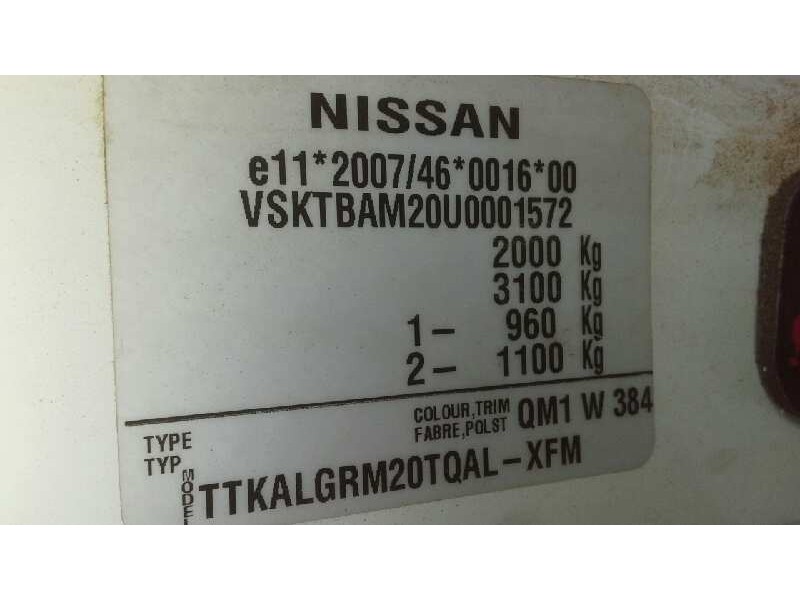 NISSAN
e11*2007/46*0016*00
VSKTBAM20U0001572
2000 Kg
3100 Kg
1- 960 Kg
2- 1100 Kg
COLOUR,TRIM QM1 W 384
FABRE,POLST
TYPE
TYP
MODEL TTKALGRM20TQAL-XFM